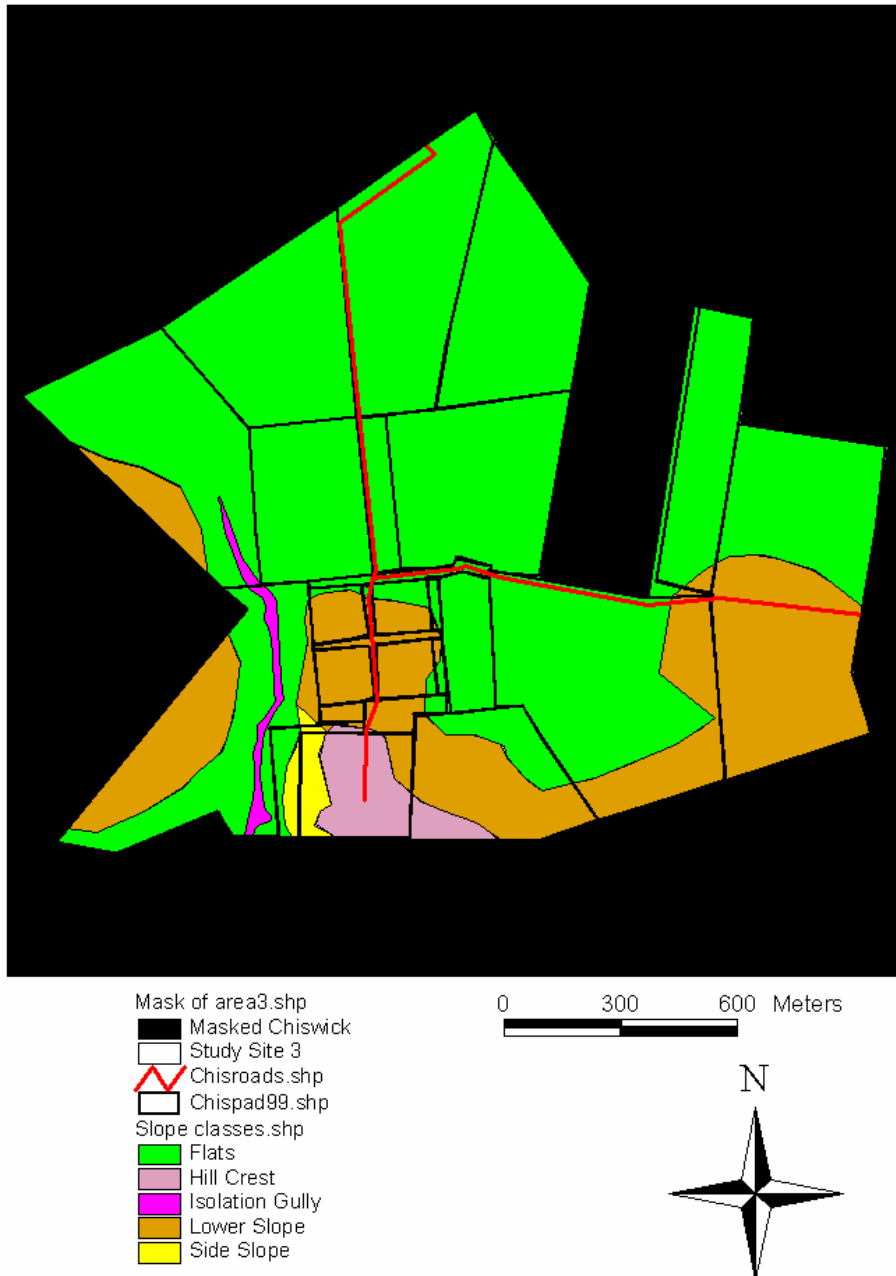 Mask of area3.shp
Masked Chiswick
Study Site 3
Chisroads.shp
Chispad99.shp
Slope classes.shp
Flats
Hill Crest
Isolation Gully
Lower Slope
Side Slope
0 300 600 Meters
N